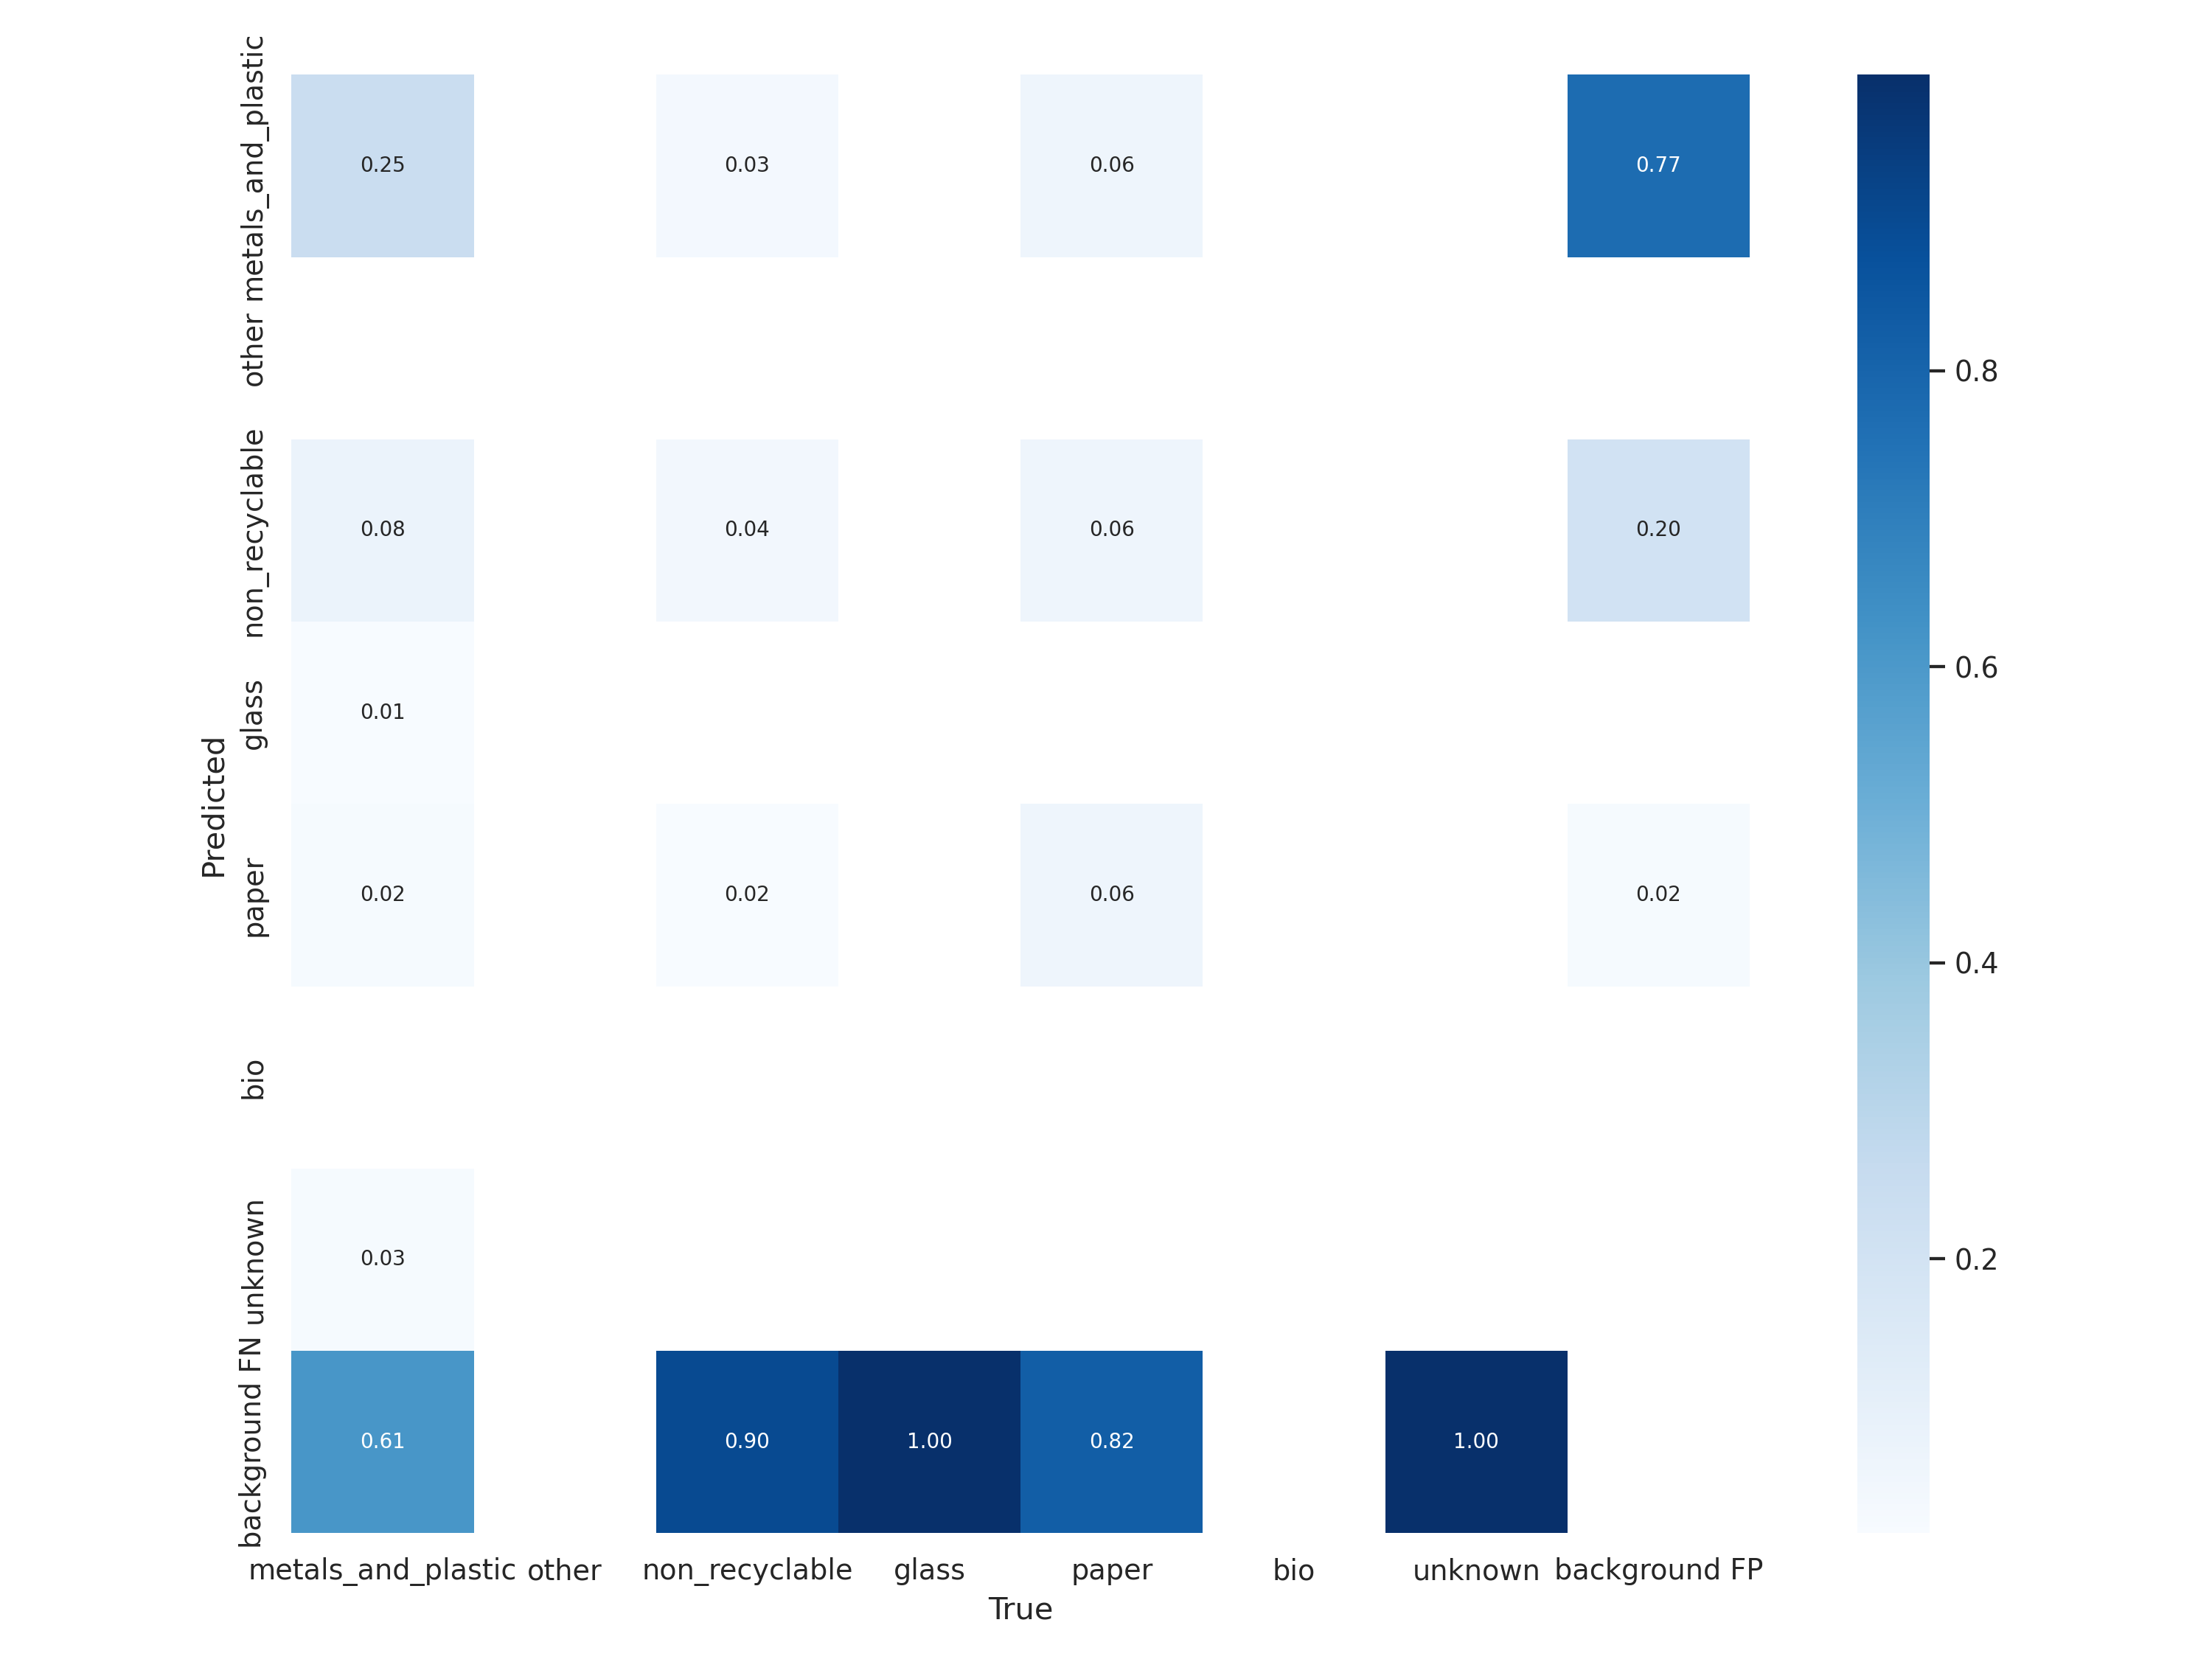 metals_and_plastic
0.25 0.03 0.06 0.77
other
non_recyclable
0.08 0.04 0.06 0.20
glass
0.01
paper
0.02 0.02 0.06 0.02
bio
unknown
0.03
background FN
0.61 0.90 1.00 0.82 1.00
Predicted
metals_and_plastic other non_recyclable glass paper bio unknown background FP
True
0.8
0.6
0.4
0.2